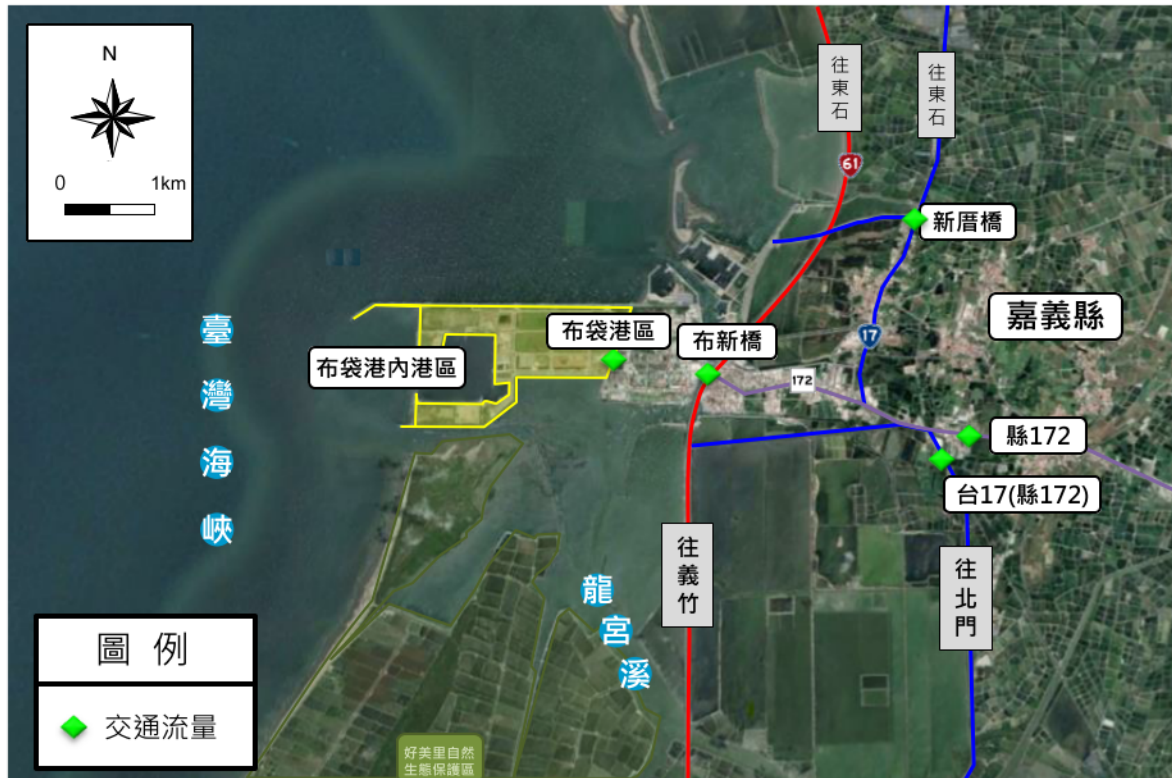 N
0 1km
往東石
往東石
61
新厝橋
嘉義縣
布袋港區
布新橋
17
布袋港內港區
172
縣172
台17(縣172)
臺灣海峽
往義竹
往北門
龍宮溪
圖例
交通流量
好美里自然
生態保護區